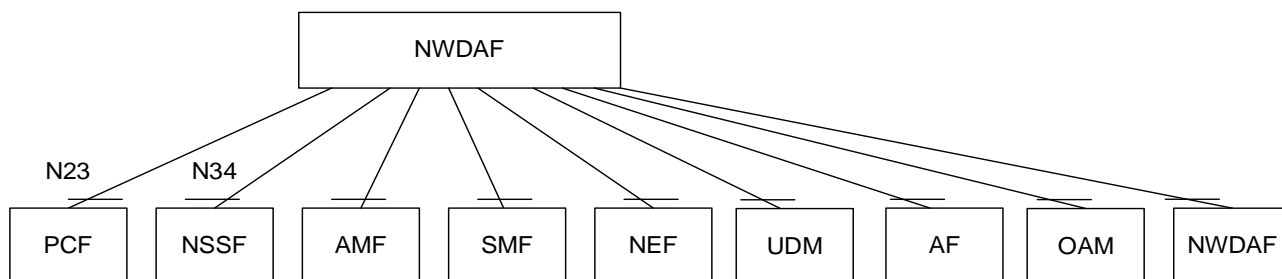 NWDAF
N23 N34
PCF NSSF AMF SMF NEF UDM AF OAM NWDAF